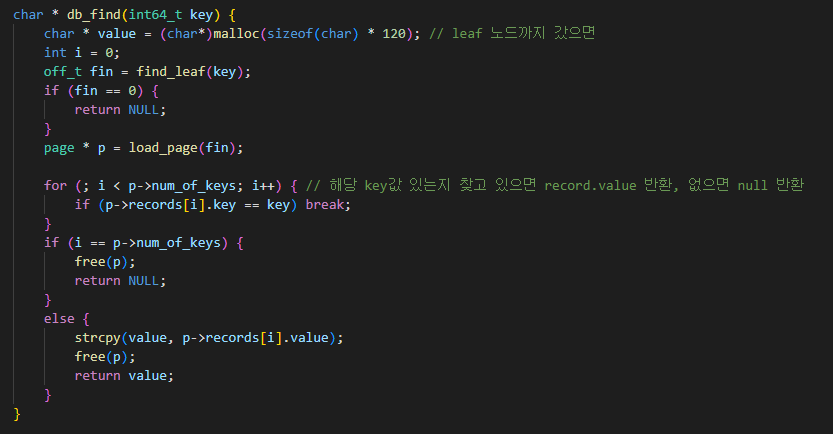 char * db_find(int64_t key) {
    char * value = (char*)malloc(sizeof(char) * 120); // leaf 노드까지 갔으면
    int i = 0;
    off_t fin = find_leaf(key);
    if (fin == 0) {
        return NULL;
    }
    page * p = load_page(fin);

    for (; i < p->num_of_keys; i++) { // 해당 key값 있는지 찾고 있으면 record.value 반환, 없으면 null 반환
        if (p->records[i].key == key) break;
    }
    if (i == p->num_of_keys) {
        free(p);
        return NULL;
    }
    else {
        strcpy(value, p->records[i].value);
        free(p);
        return value;
    }
}